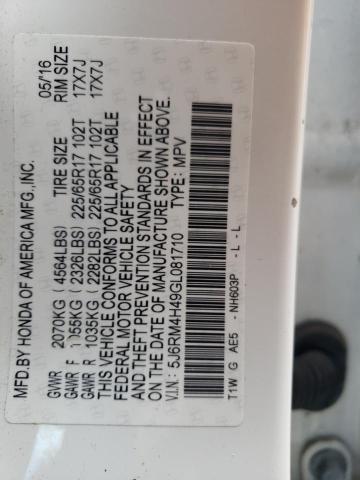 MFD. BY HONDA OF AMERICA MFG., INC. 05/16
GVWR 2070KG (4564LBS) TIRE SIZE RIM SIZE
GAWR F 1055KG (2326LBS) 225/65R17 102T 17X7J
GAWR R 1035KG (2282LBS) 225/65R17 102T 17X7J
THIS VEHICLE CONFORMS TO ALL APPLICABLE
FEDERAL MOTOR VEHICLE SAFETY
AND THEFT PREVENTION STANDARDS IN EFFECT
ON THE DATE OF MANUFACTURE SHOWN ABOVE.
V.I.N.: 5J6RM4H49GL081710 TYPE: MPV
T1W G AE5 - NH603P - L - L